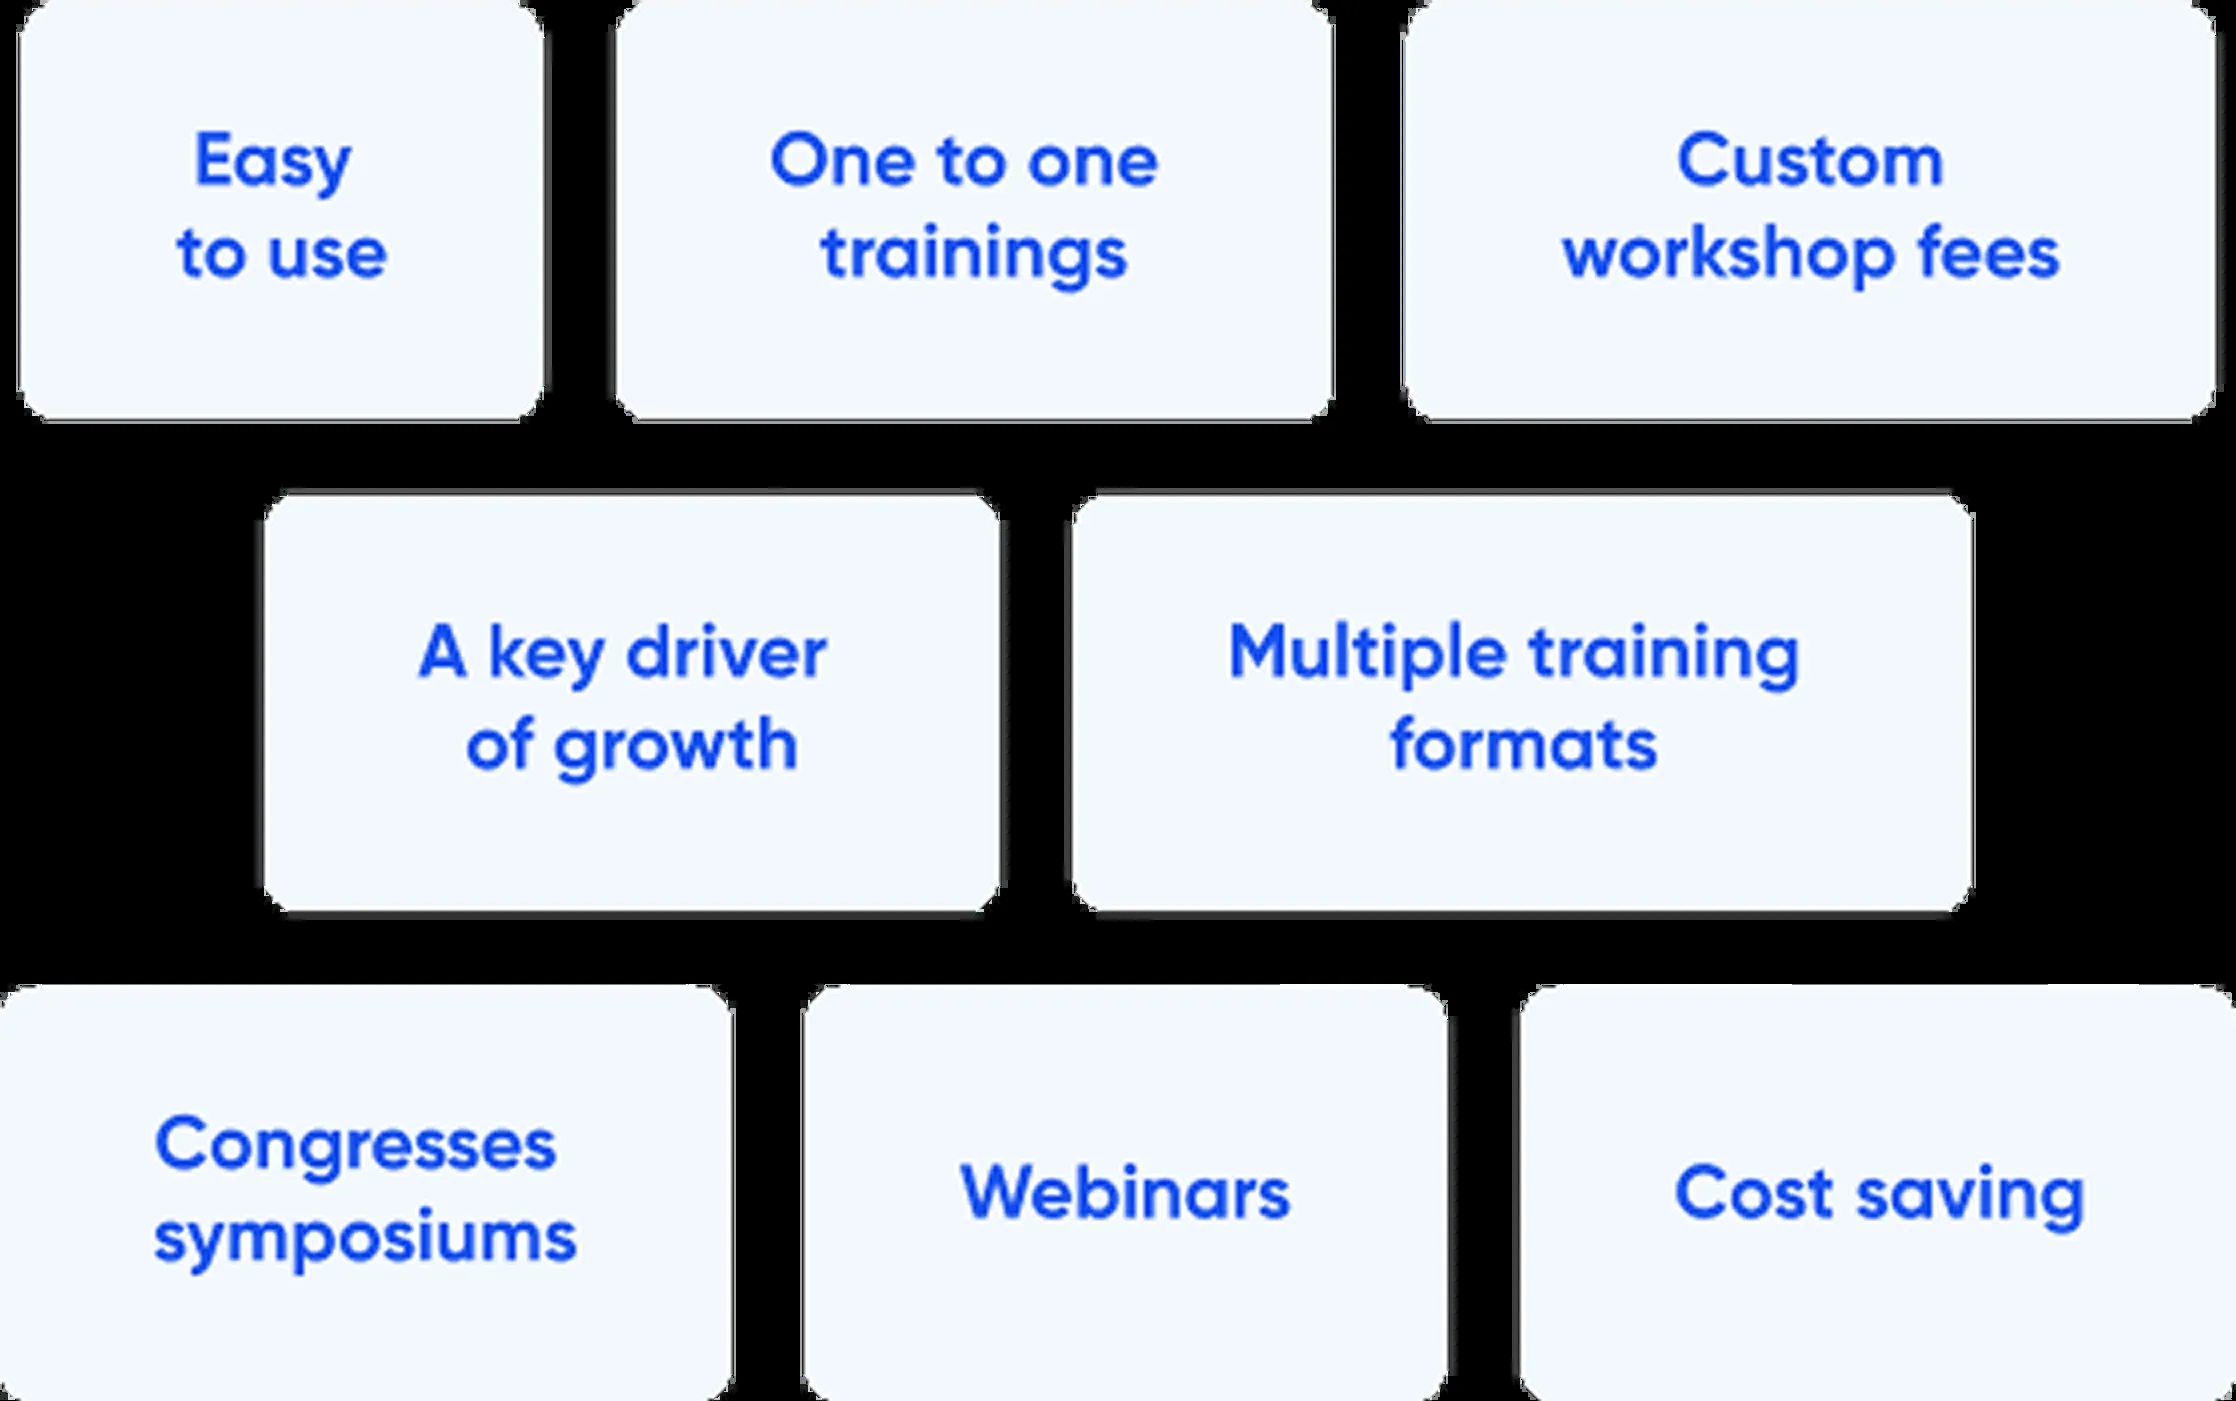 Easy
to use
One to one
trainings
Custom
workshop fees
A key driver
of growth
Multiple training
formats
Congresses
symposiums
Webinars
Cost saving